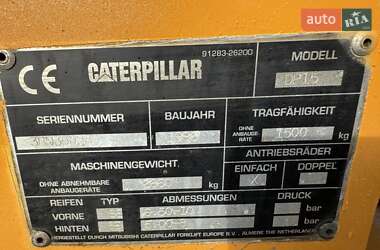 auto RIA
91283-26200
MODELL
CE CATERPILLAR
DP15
SERIENNUMMER BAUJAHR TRAGFÄHIGKEIT
OHNE ANBAUGE-RÄTE 1500 kg
MASCHINENGEWICHT
ANTRIEBSRÄDER
OHNE ABNEHMBARE ANBAUGERÄTE kg
EINFACH X DOPPEL
REIFEN TYP ABMESSUNGEN DRUCK
VORNE bar
HINTEN bar
HERGESTELLT DURCH MITSUBISHI CATERPILLAR FORKLIFT EUROPE B.V., ALMERE THE NETHERLANDS